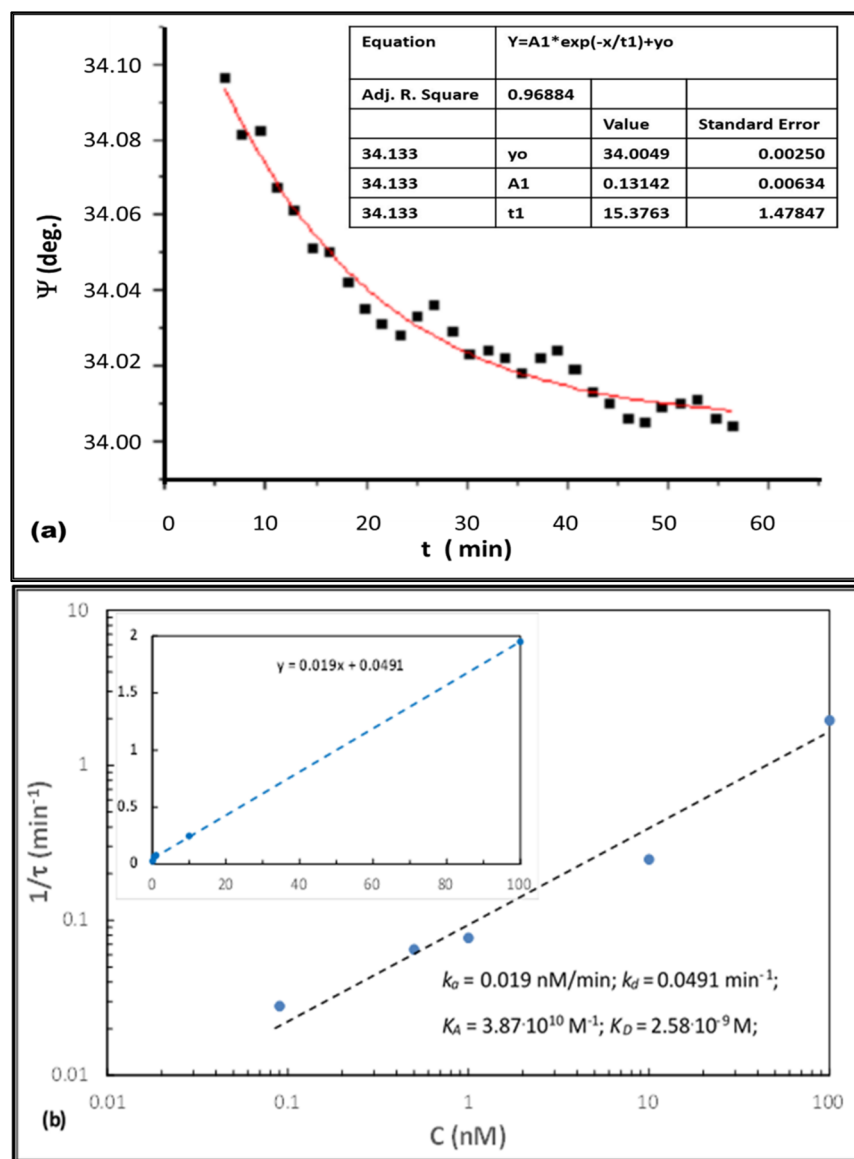 Equation Y=A1*exp(-x/t1)+yo
Adj. R. Square 0.96884
Value Standard Error
34.133 yo 34.0049 0.00250
34.133 A1 0.13142 0.00634
34.133 t1 15.3763 1.47847
34.10
34.08
34.06
34.04
34.02
34.00
Ψ (deg.)
0 10 20 30 40 50 60
t ( min)
(a)
10
1
0.1
0.01
1/τ (min⁻¹)
2
1.5
1
0.5
0
y = 0.019x + 0.0491
0 20 40 60 80 100
kₐ = 0.019 nM/min; k_d = 0.0491 min⁻¹;
K_A = 3.87·10¹⁰ M⁻¹; K_D = 2.58·10⁻⁹ M;
0.01 0.1 1 10 100
(b)
C (nM)